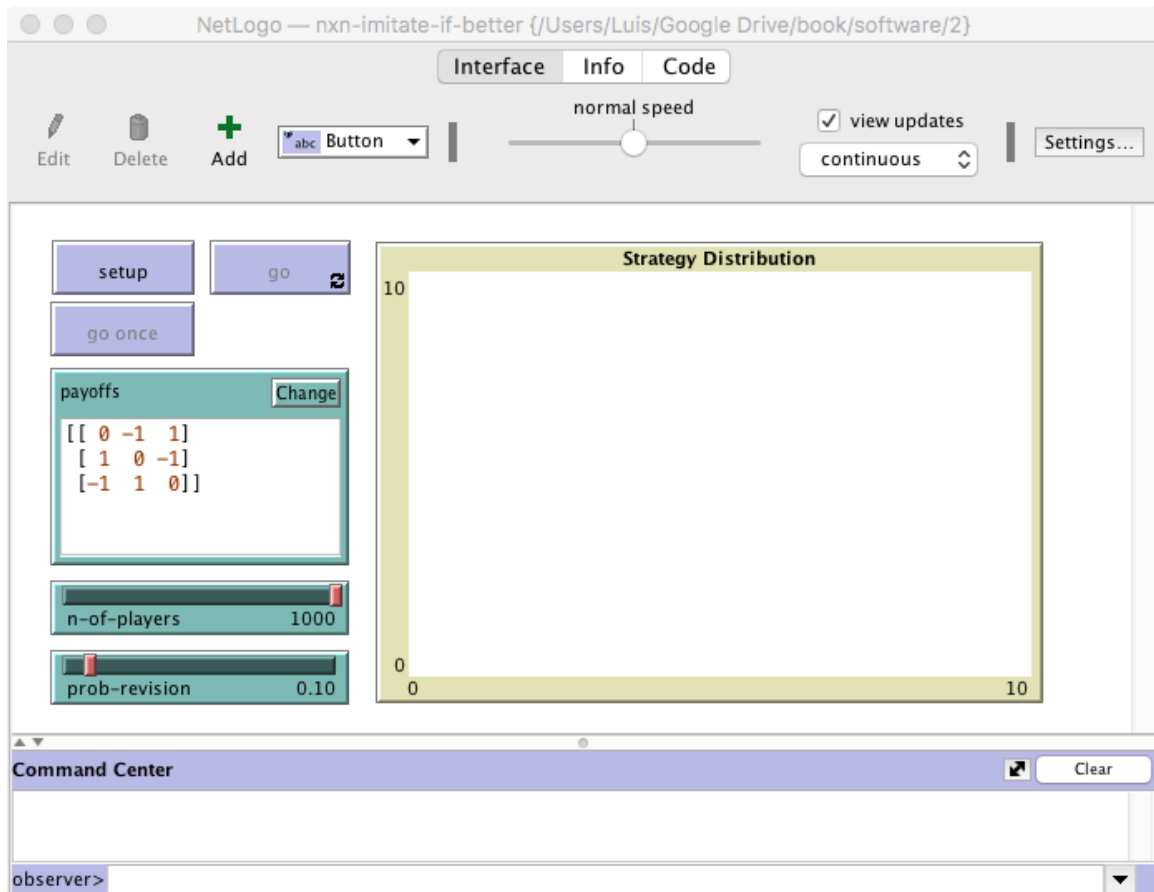 NetLogo — nxn-imitate-if-better {/Users/Luis/Google Drive/book/software/2}
Interface Info Code
normal speed
view updates
Edit Delete Add abc Button continuous Settings...
setup go
go once
payoffs Change
[[ 0 -1 1]
[ 1 0 -1]
[-1 1 0]]
n-of-players 1000
prob-revision 0.10
Strategy Distribution
10
0
0 10
Command Center Clear
observer>